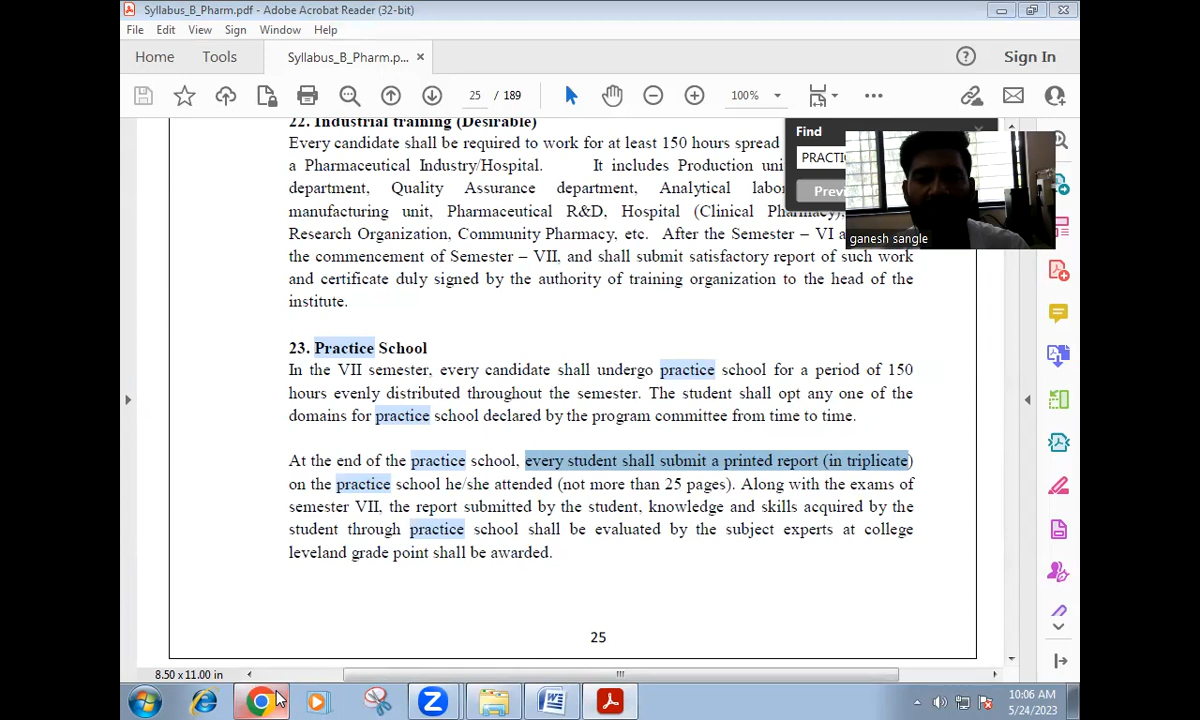 Syllabus_B_Pharm.pdf - Adobe Acrobat Reader (32-bit)
File Edit View Sign Window Help
Home Tools Syllabus_B_Pharm.p... × ? Sign In
25 / 189 100%
22. Industrial training (Desirable)
Every candidate shall be required to work for at least 150 hours spread
a Pharmaceutical Industry/Hospital. It includes Production
department, Quality Assurance department, Analytical
manufacturing unit, Pharmaceutical R&D, Hospital (Clinical
Research Organization, Community Pharmacy, etc. After the Semester – VI
the commencement of Semester – VII, and shall submit satisfactory report of such work
and certificate duly signed by the authority of training organization to the head of the
institute.
Find
PRACTI
Previ
ganesh sangle
23. Practice School
In the VII semester, every candidate shall undergo practice school for a period of 150
hours evenly distributed throughout the semester. The student shall opt any one of the
domains for practice school declared by the program committee from time to time.
At the end of the practice school, every student shall submit a printed report (in triplicate)
on the practice school he/she attended (not more than 25 pages). Along with the exams of
semester VII, the report submitted by the student, knowledge and skills acquired by the
student through practice school shall be evaluated by the subject experts at college
leveland grade point shall be awarded.
25
8.50 x 11.00 in
10:06 AM
5/24/2023